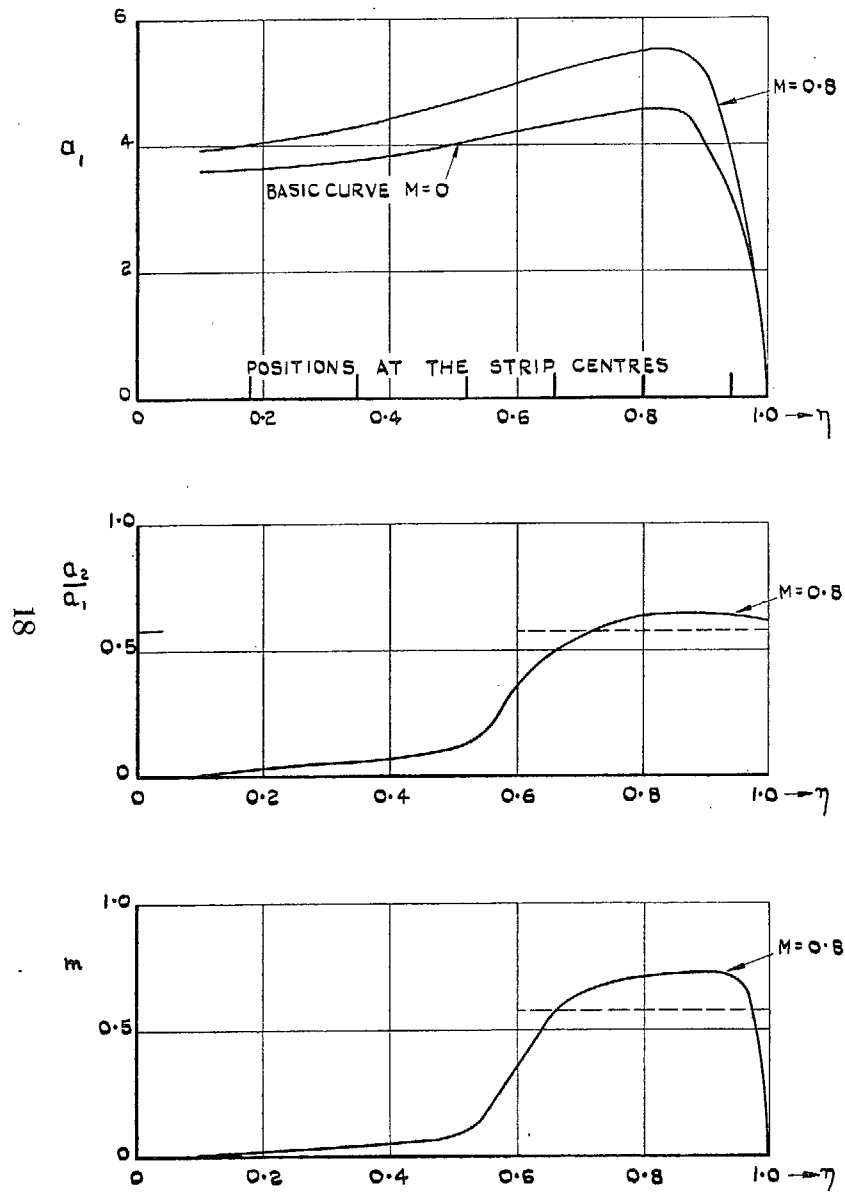 6
M=0.8
a₁
4
BASIC CURVE M=0
2
POSITIONS AT THE STRIP CENTRES
0
0 0.2 0.4 0.6 0.8 1.0 → η
1.0
a₂
a₁
M=0.8
18
0.5
0
0 0.2 0.4 0.6 0.8 1.0 → η
1.0
M=0.8
m
0.5
0
0 0.2 0.4 0.6 0.8 1.0 → η